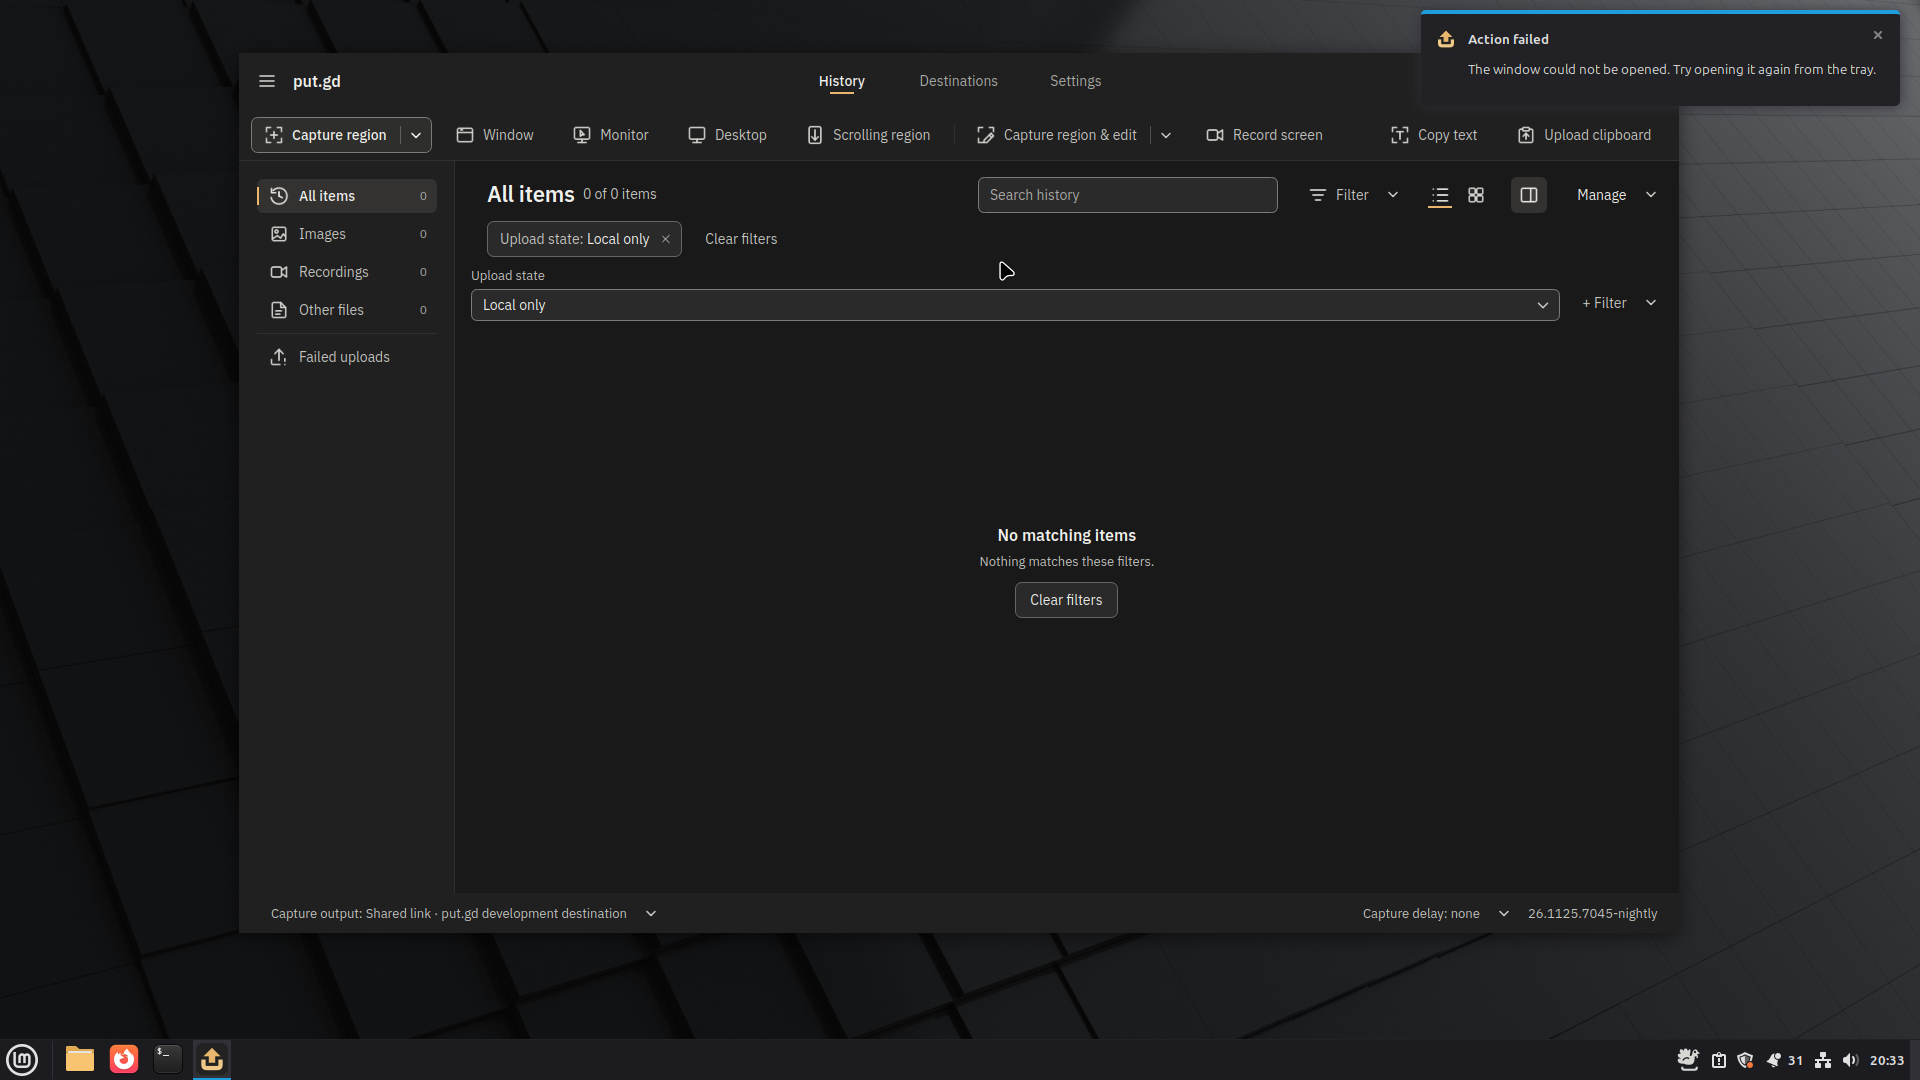 Action failed
The window could not be opened. Try opening it again from the tray.
put.gd
History
Destinations
Settings
Capture region
Window
Monitor
Desktop
Scrolling region
Capture region & edit
Record screen
Copy text
Upload clipboard
All items 0
Images 0
Recordings 0
Other files 0
Failed uploads
All items 0 of 0 items
Search history
Filter
Manage
Upload state: Local only
Clear filters
Upload state
Local only
+ Filter
No matching items
Nothing matches these filters.
Clear filters
Capture output: Shared link · put.gd development destination
Capture delay: none
26.1125.7045-nightly
31
20:33